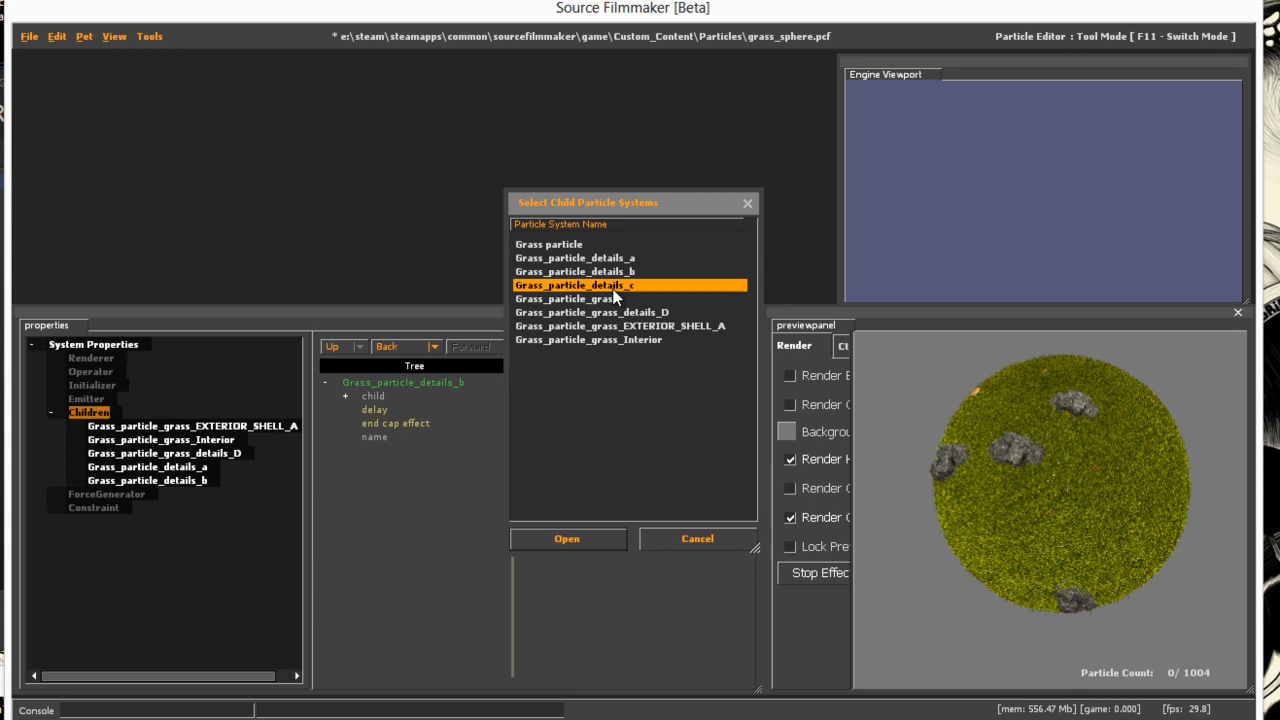 Source Filmmaker [Beta]
File Edit Pet View Tools
* e:\steam\steamapps\common\sourcefilmmaker\game\Custom_Content\Particles\grass_sphere.pcf
Particle Editor : Tool Mode [ F11 - Switch Mode ]
Engine Viewport
Select Child Particle Systems
Particle System Name
Grass particle
Grass_particle_details_a
Grass_particle_details_b
Grass_particle_details_c
Grass_particle_grass
Grass_particle_grass_details_D
Grass_particle_grass_EXTERIOR_SHELL_A
Grass_particle_grass_Interior
Open Cancel
properties
- System Properties
Renderer
Operator
Initializer
Emitter
- Children
Grass_particle_grass_EXTERIOR_SHELL_A
Grass_particle_grass_Interior
Grass_particle_grass_details_D
Grass_particle_details_a
Grass_particle_details_b
ForceGenerator
Constraint
Up Back Forward
Tree
- Grass_particle_details_b
+ child
delay
end cap effect
name
previewpanel
Render Ct
Render B
Render C
Backgrou
Render H
Render C
Render C
Lock Pre
Stop Effec
Particle Count: 0/ 1004
Console
[mem: 556.47 Mb] [game: 0.000] [fps: 29.8]